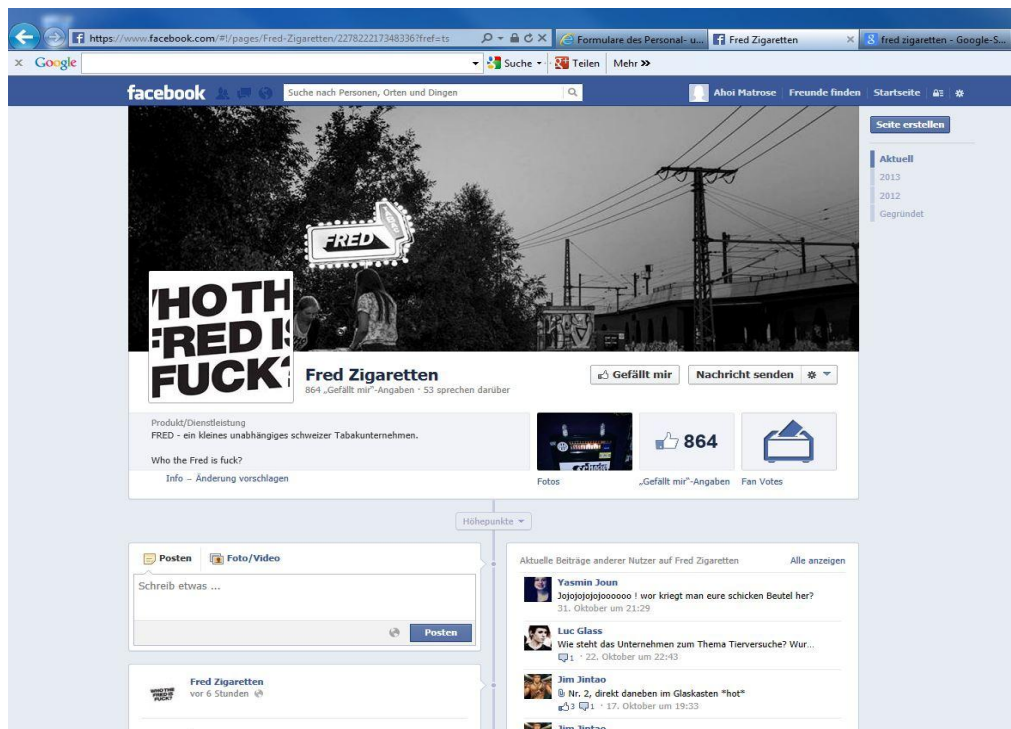 https://www.facebook.com/#!/pages/Fred-Zigaretten/227822217348336?fref=ts
Formulare des Personal- u...
Fred Zigaretten
fred zigaretten - Google-S...
x Google
Suche
Teilen
Mehr »
facebook
Suche nach Personen, Orten und Dingen
Ahoi Matrose
Freunde finden
Startseite
Seite erstellen
Aktuell
2013
2012
Gegründet
FRED
WHO TH
FRED IS
FUCK?
Fred Zigaretten
864 „Gefällt mir“-Angaben · 53 sprechen darüber
Gefällt mir
Nachricht senden
Produkt/Dienstleistung
FRED - ein kleines unabhängiges schweizer Tabakunternehmen.
Who the Fred is fuck?
Info – Änderung vorschlagen
864
Fotos
„Gefällt mir“-Angaben
Fan Votes
Höhepunkte
Posten
Foto/Video
Schreib etwas ...
Posten
Fred Zigaretten
vor 6 Stunden
WHO THE
FRED IS
FUCK?
Aktuelle Beiträge anderer Nutzer auf Fred Zigaretten
Alle anzeigen
Yasmin Joun
Jojojojojojoooooo ! wor kriegt man eure schicken Beutel her?
31. Oktober um 21:29
Luc Glass
Wie steht das Unternehmen zum Thema Tierversuche? Wur...
1 · 22. Oktober um 22:43
Jim Jintao
Nr. 2, direkt daneben im Glaskasten *hot*
3 1 · 17. Oktober um 19:33
Jim Jintao